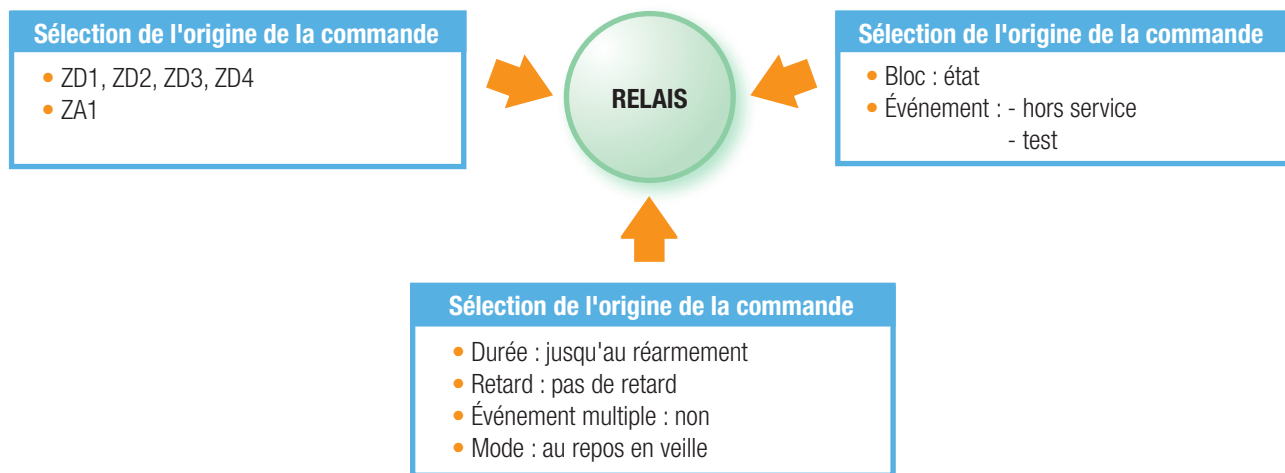 Sélection de l'origine de la commande
• ZD1, ZD2, ZD3, ZD4
• ZA1
RELAIS
Sélection de l'origine de la commande
• Bloc : état
• Événement : - hors service
- test
Sélection de l'origine de la commande
• Durée : jusqu'au réarmement
• Retard : pas de retard
• Événement multiple : non
• Mode : au repos en veille